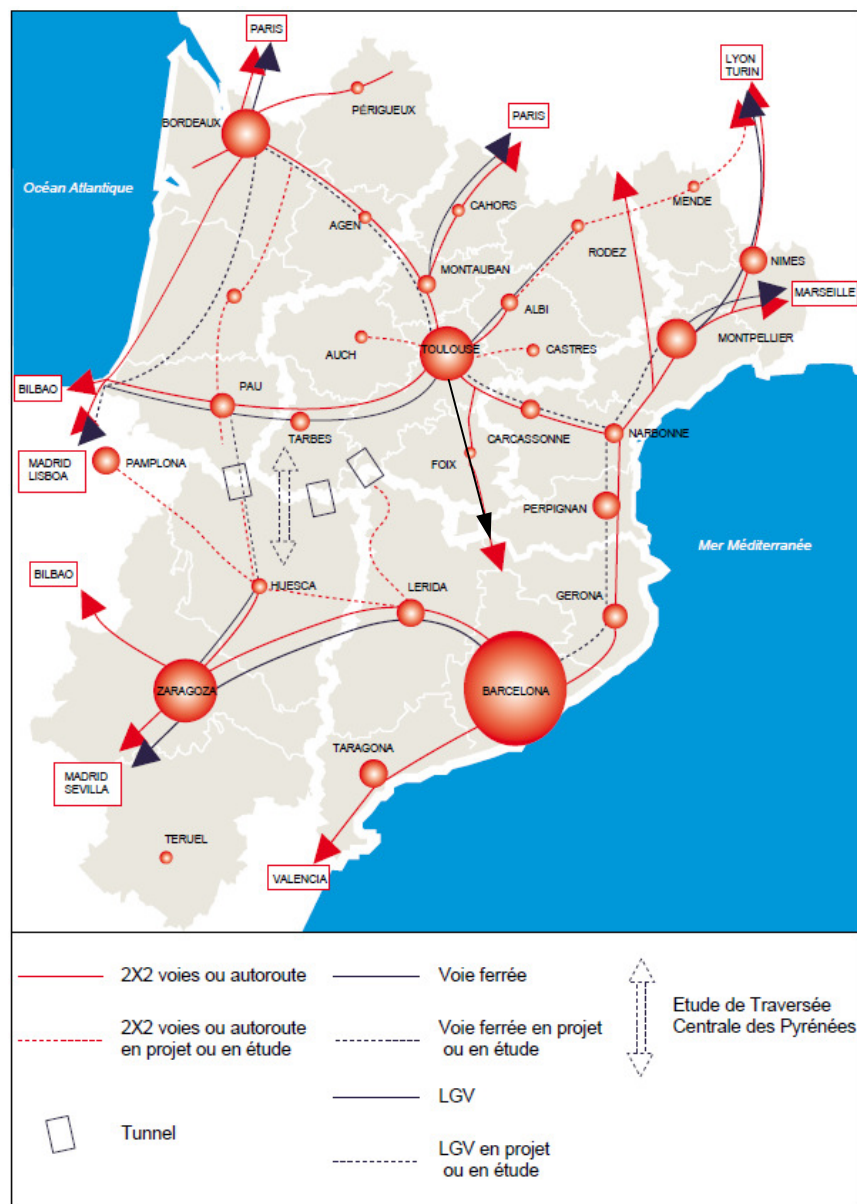 PARIS
LYON
TURIN
PÉRIGUEUX
BORDEAUX
PARIS
Océan Atlantique
CAHORS
MENDE
AGEN
RODEZ
NIMES
MONTAUBAN
MARSEILLE
ALBI
AUCH
TOULOUSE
CASTRES
MONTPELLIER
BILBAO
PAU
TARBES
CARCASSONNE
NARBONNE
MADRID
LISBOA
PAMPLONA
FOIX
PERPIGNAN
Mer Méditerranée
BILBAO
HUESCA
LERIDA
GERONA
ZARAGOZA
BARCELONA
TARAGONA
MADRID
SEVILLA
TERUEL
VALENCIA
2X2 voies ou autoroute
2X2 voies ou autoroute
en projet ou en étude
Tunnel
Voie ferrée
Voie ferrée en projet
ou en étude
LGV
LGV en projet
ou en étude
Etude de Traversée
Centrale des Pyrénées